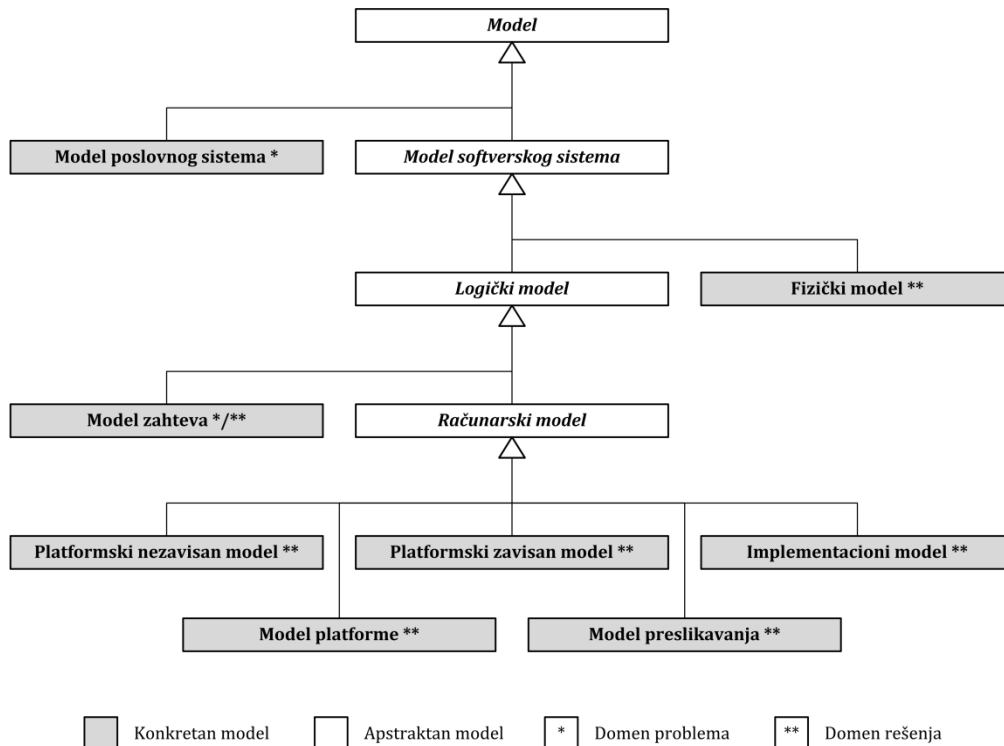 Model
Model poslovnog sistema *
Model softverskog sistema
Logički model
Fizički model **
Model zahteva */**
Računarski model
Platformski nezavisan model **
Platformski zavisan model **
Implementacioni model **
Model platforme **
Model preslikavanja **
Konkretan model
Apstraktan model
* Domen problema
** Domen rešenja